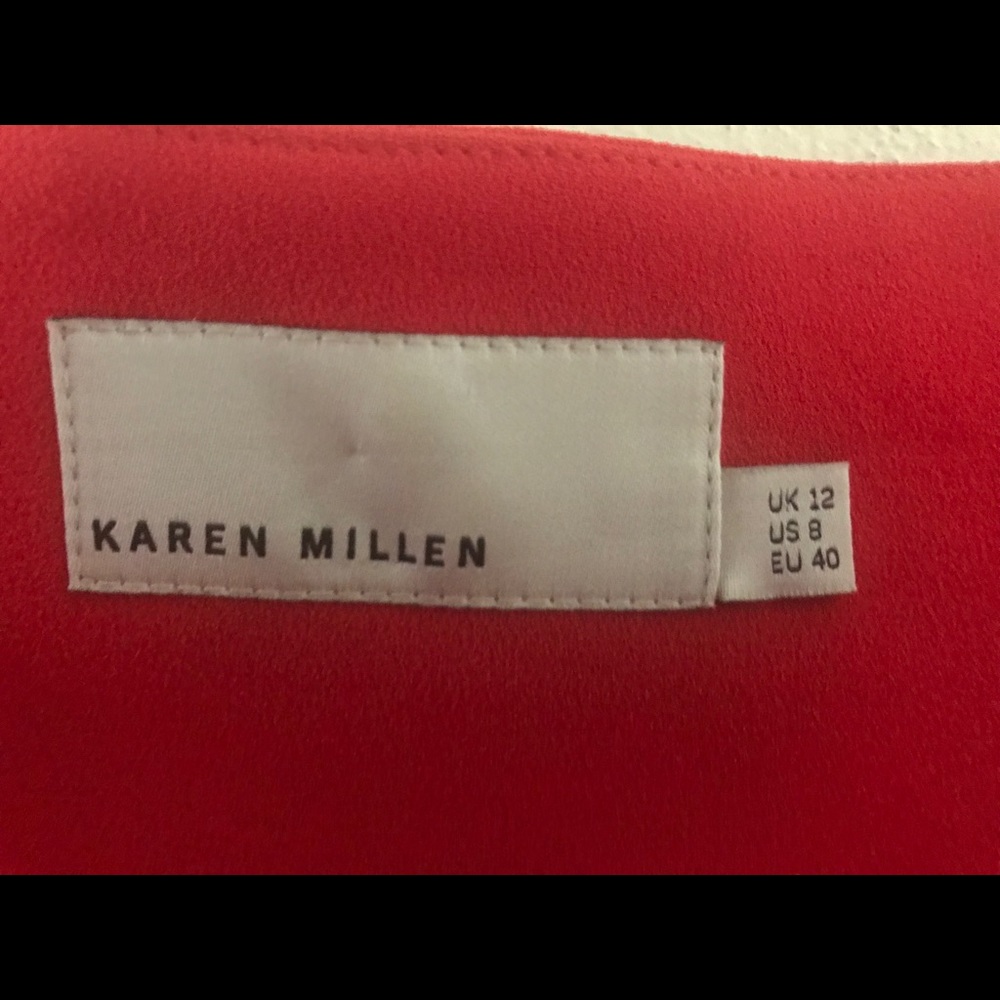 KAREN MILLEN
UK 12
US 8
EU 40